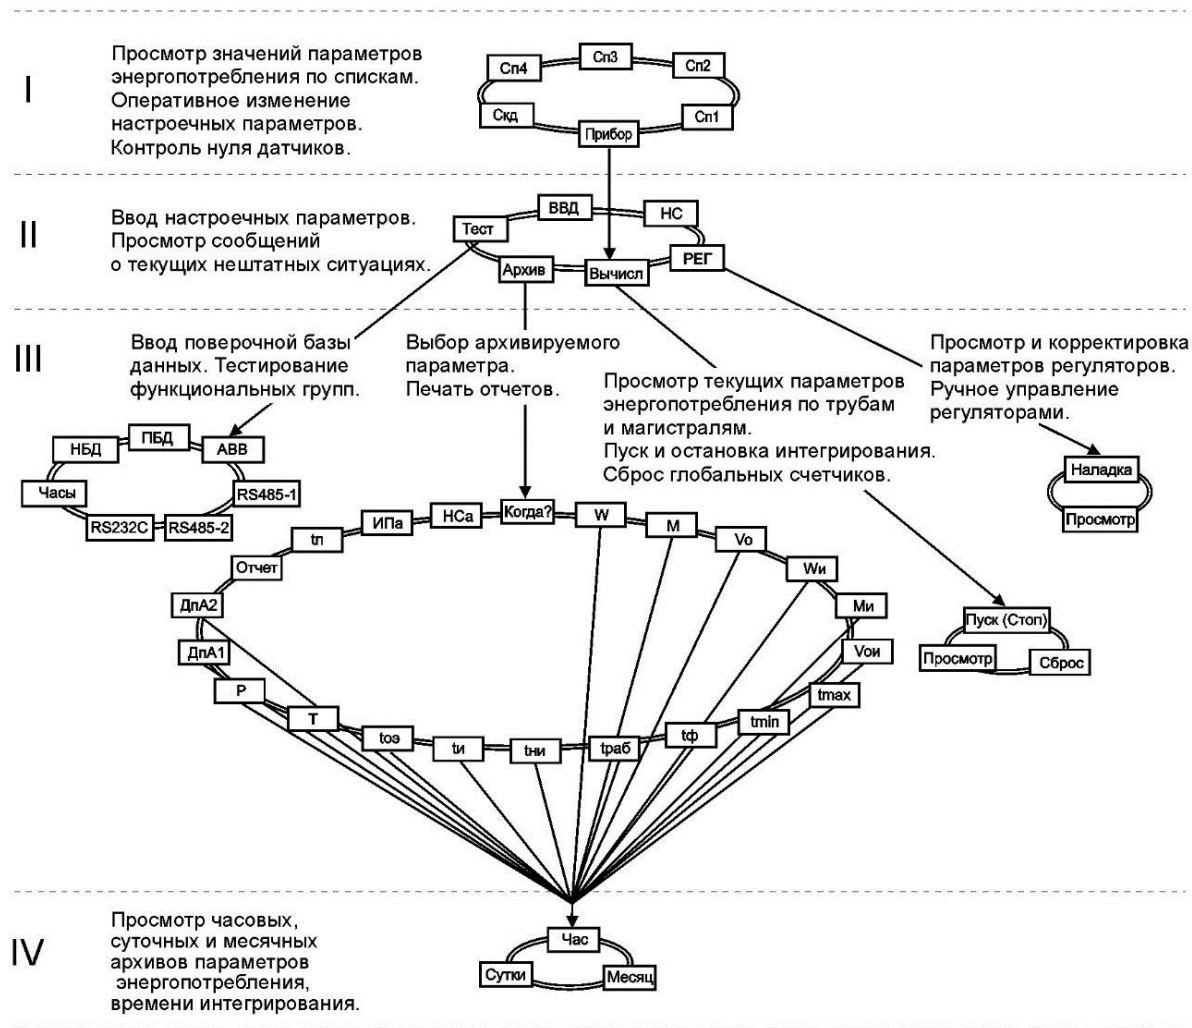 I
Просмотр значений параметров
энергопотребления по спискам.
Оперативное изменение
настроечных параметров.
Контроль нуля датчиков.
Сп4
Сп3
Сп2
Скд
Прибор
Сп1
II
Ввод настроечных параметров.
Просмотр сообщений
о текущих нештатных ситуациях.
Тест
ВВД
НС
Архив
Вычисл
РЕГ
III
Ввод поверочной базы
данных. Тестирование
функциональных групп.
Выбор архивируемого
параметра.
Печать отчетов.
Просмотр текущих параметров
энергопотребления по трубам
и магистралям.
Пуск и остановка интегрирования.
Сброс глобальных счетчиков.
Просмотр и корректировка
параметров регуляторов.
Ручное управление
регуляторами.
НБД
ПБД
АВВ
Часы
RS485-1
RS232C
RS485-2
Наладка
Просмотр
tп
ИПа
НСа
Когда?
W
M
Vo
Wи
Ми
Vои
Отчет
ДпА2
ДпА1
P
T
tоэ
tи
tни
tраб
tф
tmin
tmax
Пуск (Стоп)
Просмотр
Сброс
IV
Просмотр часовых,
суточных и месячных
архивов параметров
энергопотребления,
времени интегрирования.
Час
Сутки
Месяц